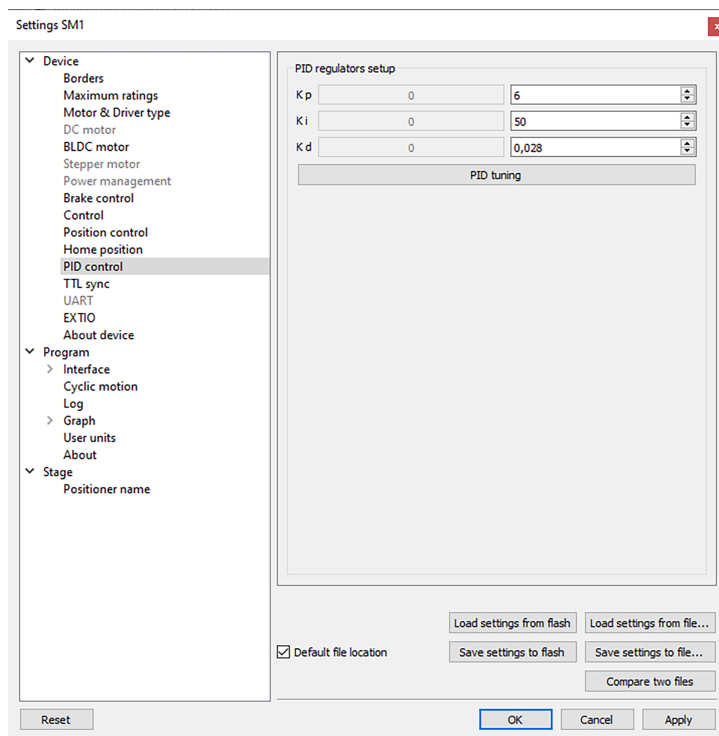 Settings SM1
Device
Borders
Maximum ratings
Motor & Driver type
DC motor
BLDC motor
Stepper motor
Power management
Brake control
Control
Position control
Home position
PID control
TTL sync
UART
EXTIO
About device
Program
Interface
Cyclic motion
Log
Graph
User units
About
Stage
Positioner name
PID regulators setup
Kp 0 6
Ki 0 50
Kd 0 0,028
PID tuning
Load settings from flash Load settings from file...
Default file location Save settings to flash Save settings to file...
Compare two files
Reset OK Cancel Apply